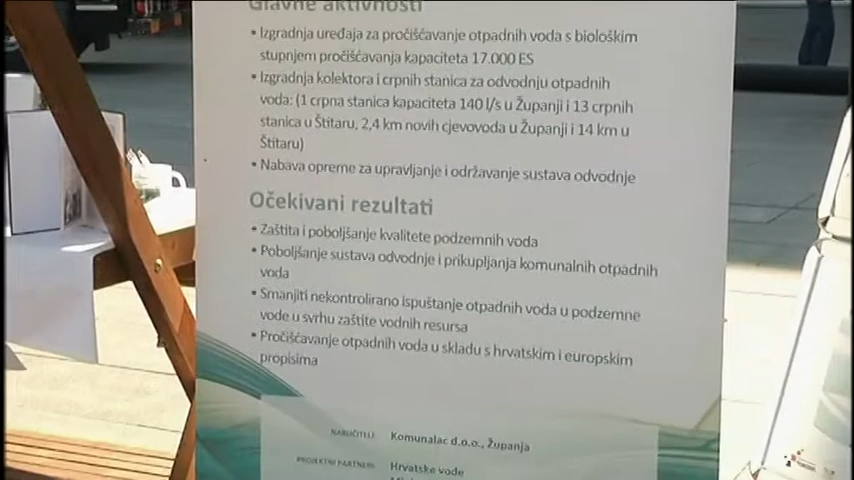 Glavne aktivnosti
• Izgradnja uređaja za pročišćavanje otpadnih voda s biološkim
stupnjem pročišćavanja kapaciteta 17.000 ES
• Izgradnja kolektora i crpnih stanica za odvodnju otpadnih
voda: (1 crpna stanica kapaciteta 140 l/s u Županji i 13 crpnih
stanica u Štitaru, 2,4 km novih cjevovoda u Županji i 14 km u
Štitaru)
• Nabava opreme za upravljanje i održavanje sustava odvodnje
Očekivani rezultati
• Zaštita i poboljšanje kvalitete podzemnih voda
• Poboljšanje sustava odvodnje i prikupljanja komunalnih otpadnih
voda
• Smanjiti nekontrolirano ispuštanje otpadnih voda u podzemne
vode u svrhu zaštite vodnih resursa
• Pročišćavanje otpadnih voda u skladu s hrvatskim i europskim
propisima
NARUČITELJ Komunalac d.o.o., Županja
PROJEKTNI PARTNERI Hrvatske vode